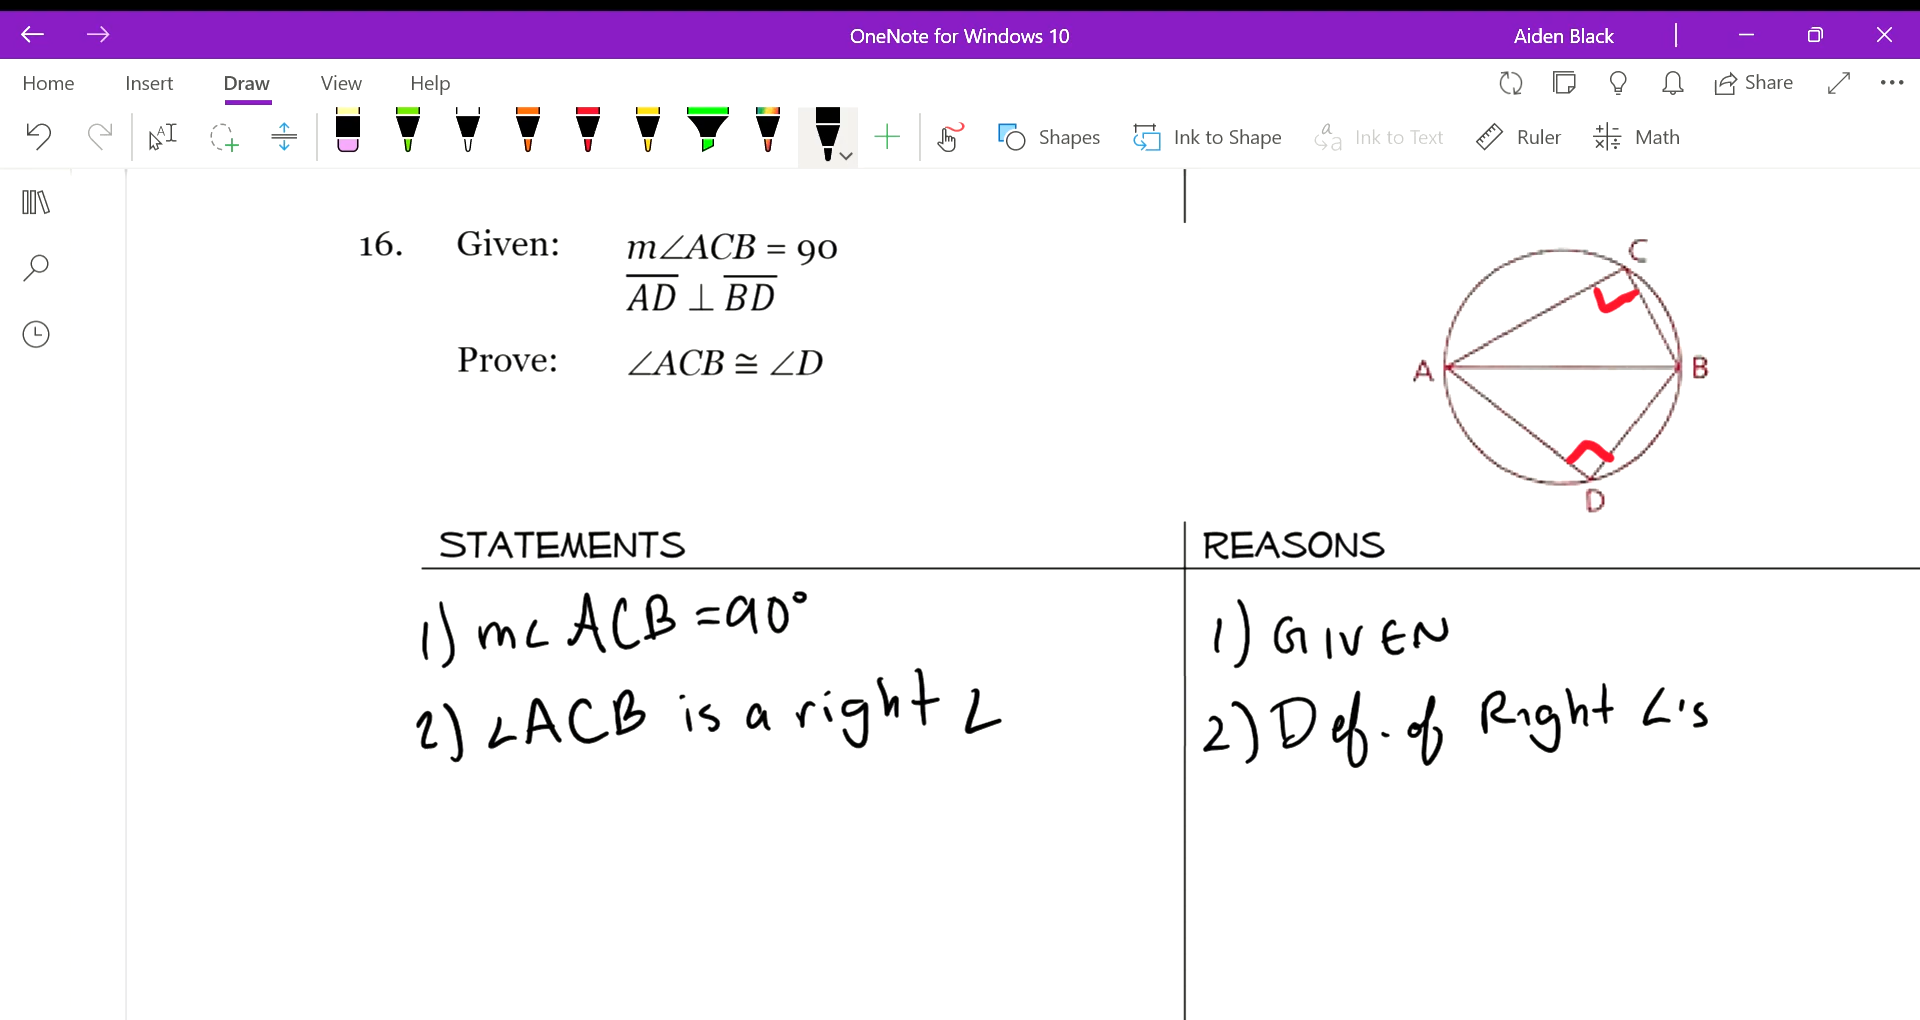 OneNote for Windows 10
Aiden Black
Home Insert Draw View Help
Share
Shapes Ink to Shape Ink to Text Ruler Math
16. Given: m∠ACB = 90
A̅D̅ ⊥ B̅D̅
Prove: ∠ACB ≅ ∠D
C
A
B
D
STATEMENTS REASONS
1) m∠ACB = 90° 1) GIVEN
2) ∠ACB is a right ∠ 2) Def. of Right ∠'s